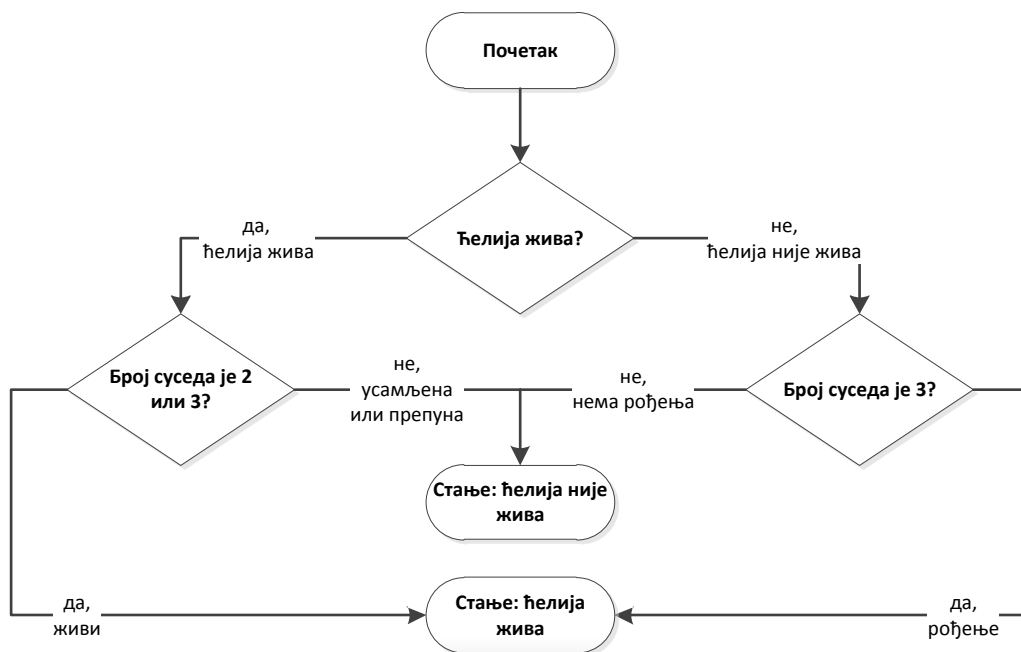 Почетак
Ћелија жива?
да,
ћелија жива
не,
ћелија није жива
Број суседа је 2
или 3?
не,
усамљена
или препуна
не,
нема рођења
Број суседа је 3?
Стање: ћелија није
жива
да,
живи
Стање: ћелија
жива
да,
рођење